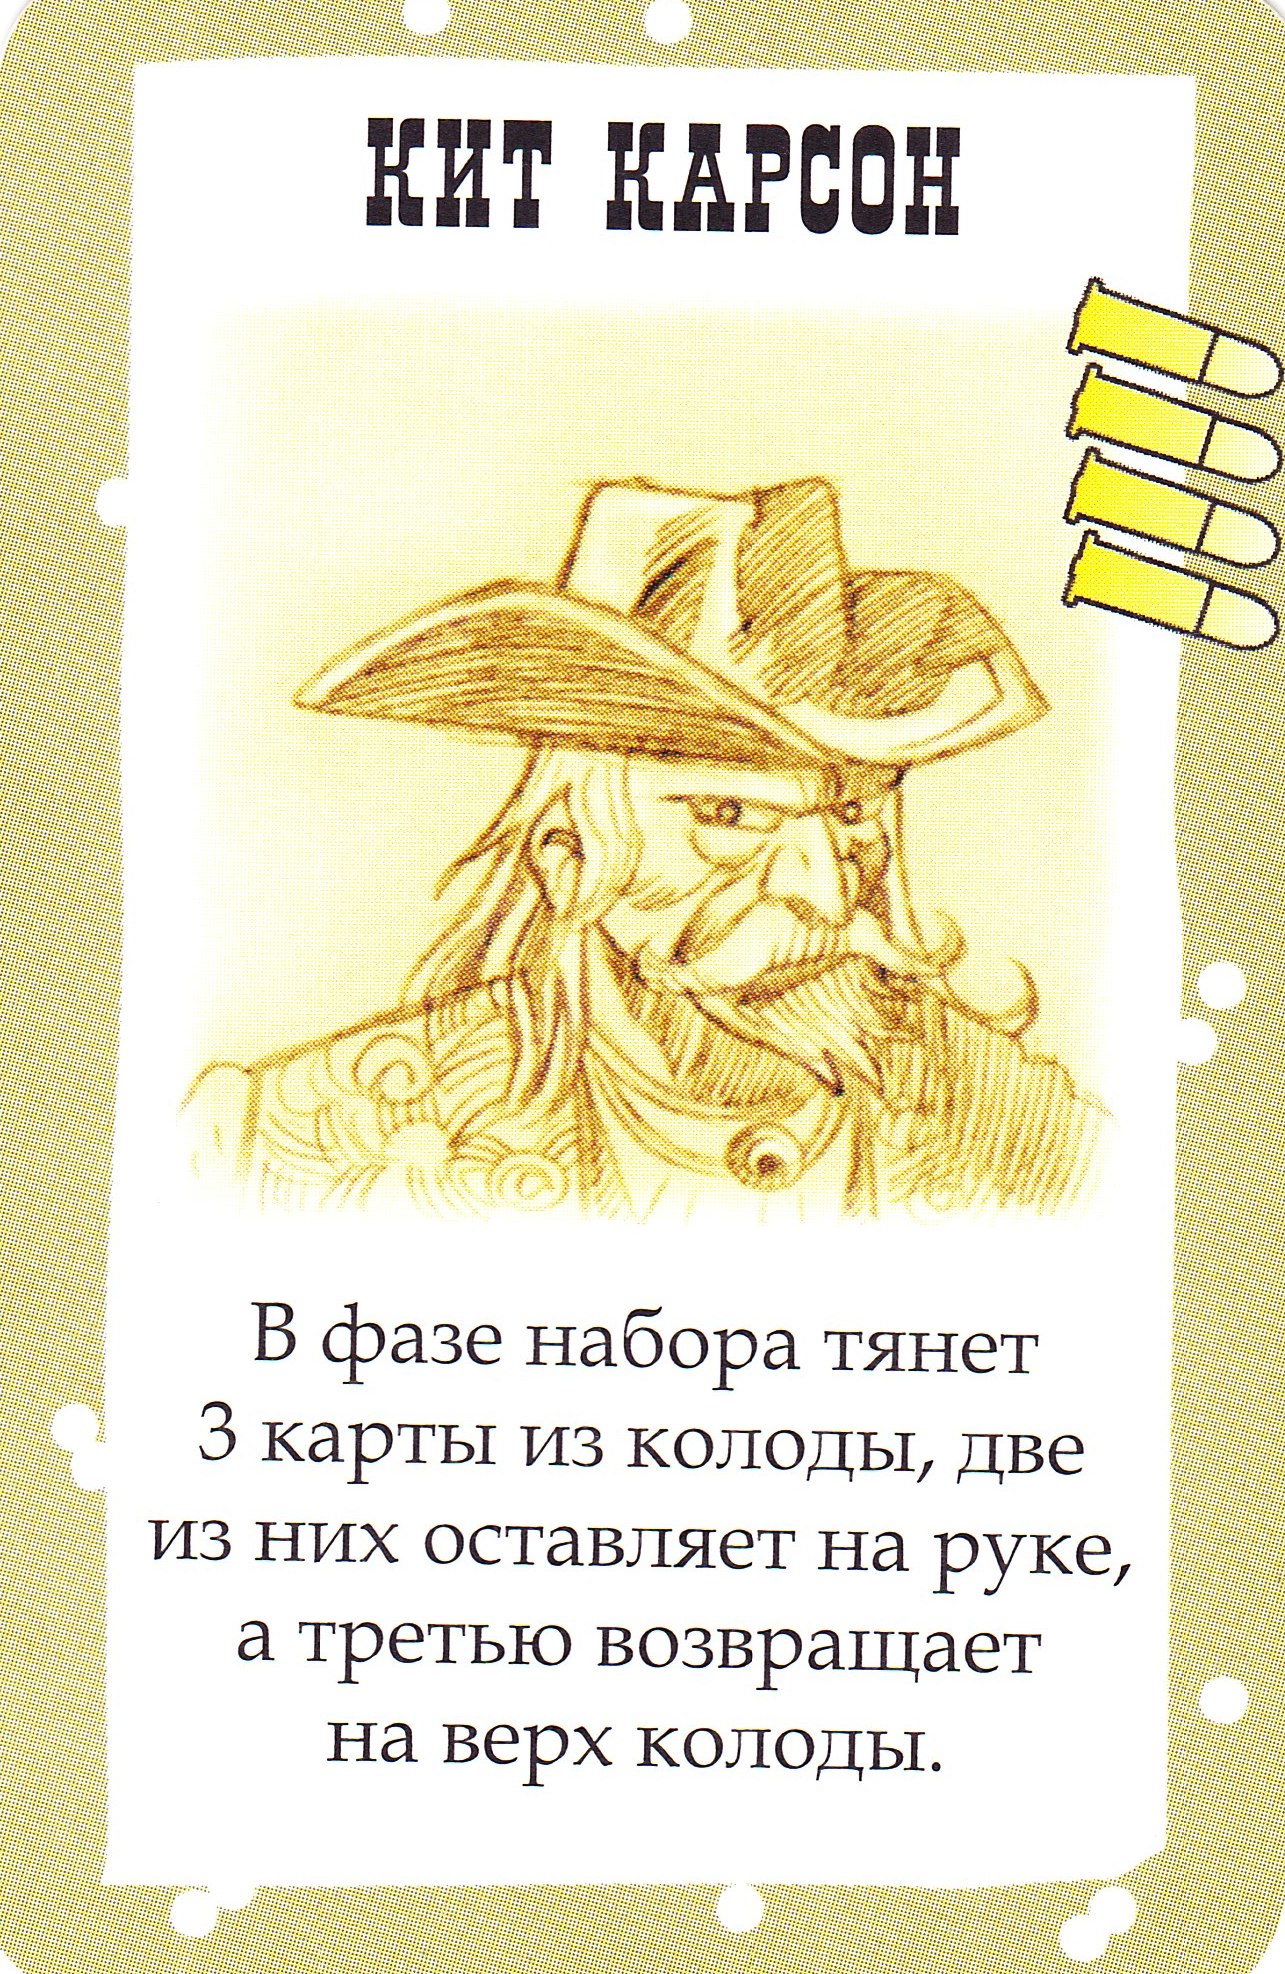 КИТ КАРСОН
В фазе набора тянет
3 карты из колоды, две
из них оставляет на руке,
а третью возвращает
на верх колоды.